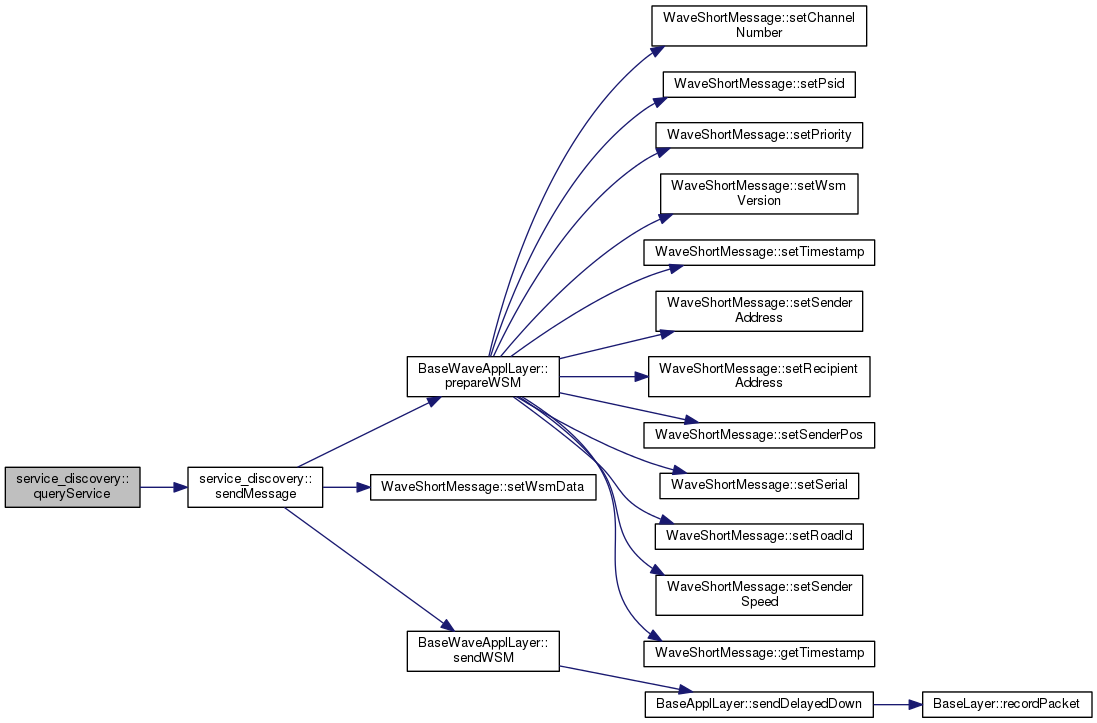 service_discovery::
queryService
service_discovery::
sendMessage
BaseWaveApplLayer::
prepareWSM
WaveShortMessage::setWsmData
BaseWaveApplLayer::
sendWSM
WaveShortMessage::setChannel
Number
WaveShortMessage::setPsid
WaveShortMessage::setPriority
WaveShortMessage::setWsm
Version
WaveShortMessage::setTimestamp
WaveShortMessage::setSender
Address
WaveShortMessage::setRecipient
Address
WaveShortMessage::setSenderPos
WaveShortMessage::setSerial
WaveShortMessage::setRoadId
WaveShortMessage::setSender
Speed
WaveShortMessage::getTimestamp
BaseApplLayer::sendDelayedDown
BaseLayer::recordPacket